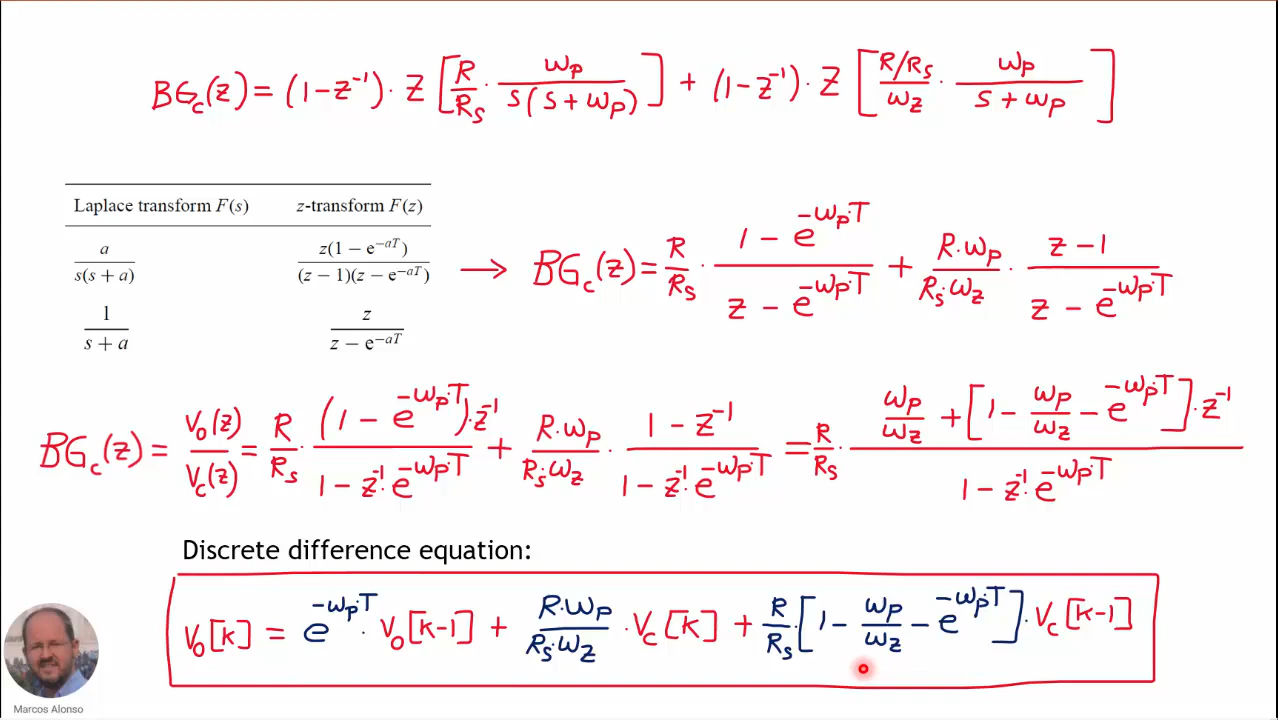 BG_c(z) = (1-z^{-1})·Z[R/R_s · ω_p/(s(s+ω_p))] + (1-z^{-1})·Z[(R/R_s)/ω_z · ω_p/(s+ω_p)]
Laplace transform F(s) z-transform F(z)
a/(s(s + a)) z(1 − e^{−aT})/((z − 1)(z − e^{−aT}))
→ BG_c(z) = R/R_s · (1 - e^{-ω_p·T})/(z - e^{-ω_p·T}) + (R·ω_p)/(R_s·ω_z) · (z-1)/(z - e^{-ω_p·T})
1/(s + a) z/(z − e^{−aT})
BG_c(z) = V_o(z)/V_c(z) = R/R_s · ((1 - e^{-ω_p·T})·z^{-1})/(1 - z^{-1}·e^{-ω_p·T}) + (R·ω_p)/(R_s·ω_z) · (1 - z^{-1})/(1 - z^{-1}·e^{-ω_p·T}) = R/R_s · (ω_p/ω_z + [1 - ω_p/ω_z - e^{-ω_p·T}]·z^{-1})/(1 - z^{-1}·e^{-ω_p·T})
Discrete difference equation:
V_o[k] = e^{-ω_p·T}·V_o[k-1] + (R·ω_p)/(R_s·ω_z)·V_c[k] + R/R_s·[1 - ω_p/ω_z - e^{-ω_p·T}]·V_c[k-1]
Marcos Alonso